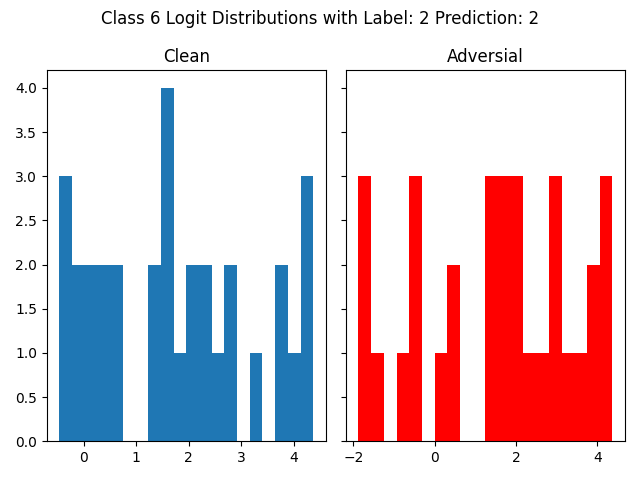 Class 6 Logit Distributions with Label: 2 Prediction: 2
Clean
Adversial
4.0
3.5
3.0
2.5
2.0
1.5
1.0
0.5
0.0
0 1 2 3 4
−2 0 2 4